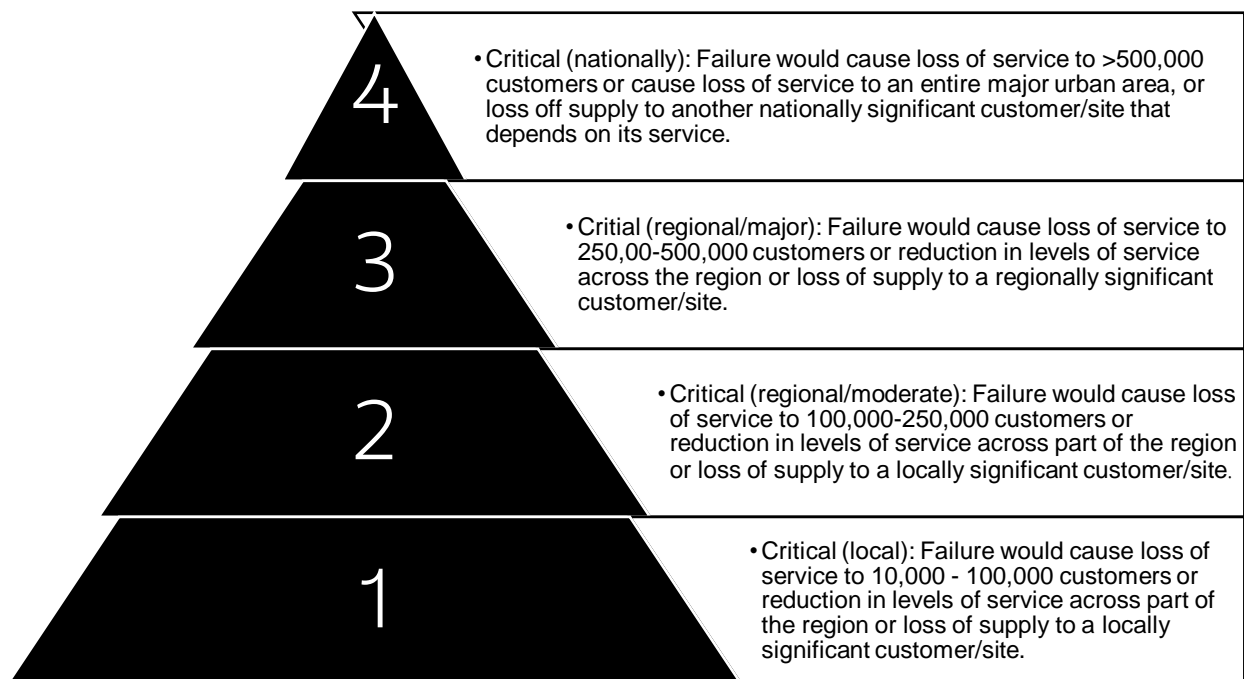 4
• Critical (nationally): Failure would cause loss of service to >500,000
customers or cause loss of service to an entire major urban area, or
loss off supply to another nationally significant customer/site that
depends on its service.
3
• Critial (regional/major): Failure would cause loss of service to
250,00-500,000 customers or reduction in levels of service
across the region or loss of supply to a regionally significant
customer/site.
2
• Critical (regional/moderate): Failure would cause loss
of service to 100,000-250,000 customers or
reduction in levels of service across part of the region
or loss of supply to a locally significant customer/site.
1
• Critical (local): Failure would cause loss of
service to 10,000 - 100,000 customers or
reduction in levels of service across part of
the region or loss of supply to a locally
significant customer/site.